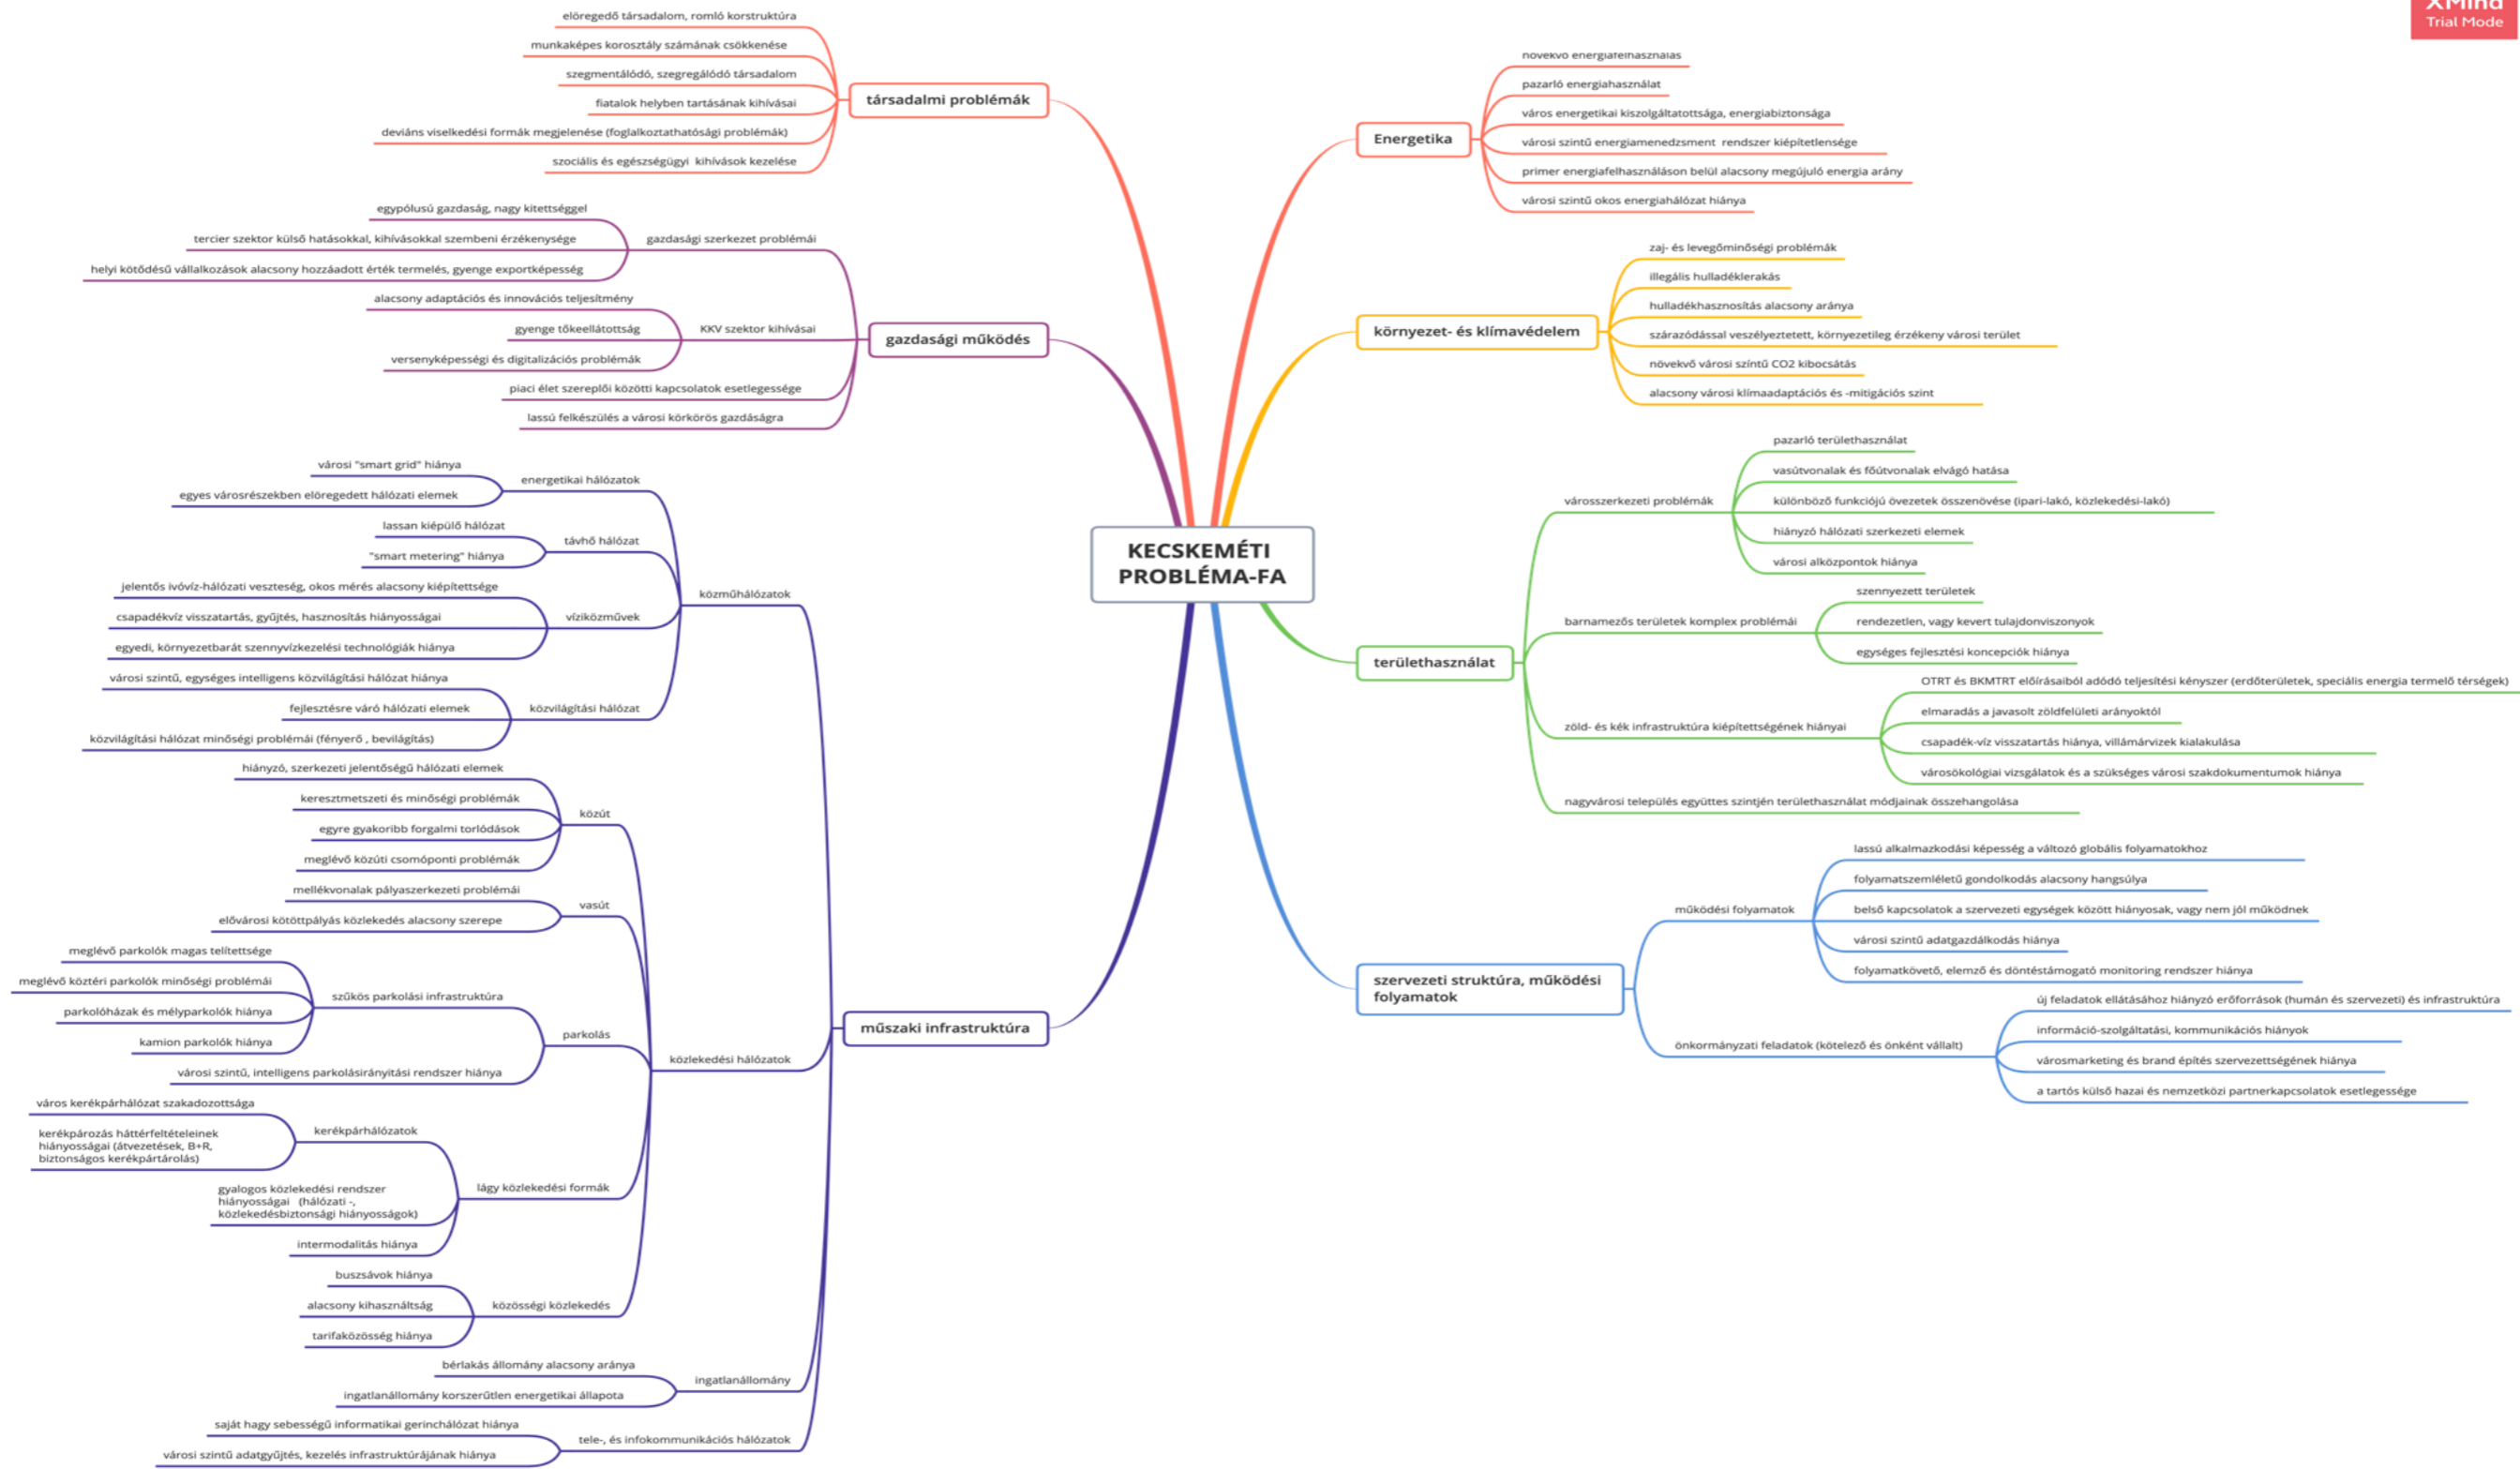 XMind
Trial Mode
KECSKEMÉTI
PROBLÉMA-FA
társadalmi problémák
elöregedő társadalom, romló korstruktúra
munkaképes korosztály számának csökkenése
szegmentálódó, szegregálódó társadalom
fiatalok helyben tartásának kihívásai
deviáns viselkedési formák megjelenése (foglalkoztathatósági problémák)
szociális és egészségügyi kihívások kezelése
gazdasági működés
gazdasági szerkezet problémái
egypólusú gazdaság, nagy kitettséggel
tercier szektor külső hatásokkal, kihívásokkal szembeni érzékenysége
helyi kötődésű vállalkozások alacsony hozzáadott érték termelés, gyenge exportképesség
KKV szektor kihívásai
alacsony adaptációs és innovációs teljesítmény
gyenge tőkeellátottság
versenyképességi és digitalizációs problémák
piaci élet szereplői közötti kapcsolatok esetlegessége
lassú felkészülés a városi körkörös gazdaságra
műszaki infrastruktúra
közműhálózatok
energetikai hálózatok
városi "smart grid" hiánya
egyes városrészekben elöregedett hálózati elemek
távhő hálózat
lassan kiépülő hálózat
"smart metering" hiánya
víziközművek
jelentős ivóvíz-hálózati veszteség, okos mérés alacsony kiépítettsége
csapadékvíz visszatartás, gyűjtés, hasznosítás hiányosságai
egyedi, környezetbarát szennyvízkezelési technológiák hiánya
közvilágítási hálózat
városi szintű, egységes intelligens közvilágítási hálózat hiánya
fejlesztésre váró hálózati elemek
közvilágítási hálózat minőségi problémái (fényerő , bevilágítás)
közlekedési hálózatok
közút
hiányzó, szerkezeti jelentőségű hálózati elemek
keresztmetszeti és minőségi problémák
egyre gyakoribb forgalmi torlódások
meglévő közúti csomóponti problémák
vasút
mellékvonalak pályaszerkezeti problémái
elővárosi kötöttpályás közlekedés alacsony szerepe
parkolás
szűkös parkolási infrastruktúra
meglévő parkolók magas telítettsége
meglévő köztéri parkolók minőségi problémái
parkolóházak és mélyparkolók hiánya
kamion parkolók hiánya
városi szintű, intelligens parkolásirányítási rendszer hiánya
lágy közlekedési formák
kerékpárhálózatok
város kerékpárhálózat szakadozottsága
kerékpározás háttérfeltételeinek
hiányosságai (átvezetések, B+R,
biztonságos kerékpártárolás)
gyalogos közlekedési rendszer
hiányosságai (hálózati -,
közlekedésbiztonsági hiányosságok)
intermodalitás hiánya
közösségi közlekedés
buszsávok hiánya
alacsony kihasználtság
tarifaközösség hiánya
ingatlanállomány
bérlakás állomány alacsony aránya
ingatlanállomány korszerűtlen energetikai állapota
tele-, és infokommunikációs hálózatok
saját hagy sebességű informatikai gerinchálózat hiánya
városi szintű adatgyűjtés, kezelés infrastruktúrájának hiánya
Energetika
növekvő energiafelhasználás
pazarló energiahasználat
város energetikai kiszolgáltatottsága, energiabiztonsága
városi szintű energiamenedzsment rendszer kiépítetlensége
primer energiafelhasználáson belül alacsony megújuló energia arány
városi szintű okos energiahálózat hiánya
környezet- és klímavédelem
zaj- és levegőminőségi problémák
illegális hulladéklerakás
hulladékhasznosítás alacsony aránya
szárazódással veszélyeztetett, környezetileg érzékeny városi terület
növekvő városi színtű CO2 kibocsátás
alacsony városi klímaadaptációs és -mitigációs szint
területhasználat
városszerkezeti problémák
pazarló területhasználat
vasútvonalak és főútvonalak elvágó hatása
különböző funkciójú övezetek összenövése (ipari-lakó, közlekedési-lakó)
hiányzó hálózati szerkezeti elemek
városi alközpontok hiánya
barnamezős területek komplex problémái
szennyezett területek
rendezetlen, vagy kevert tulajdonviszonyok
egységes fejlesztési koncepciók hiánya
zöld- és kék infrastruktúra kiépítettségének hiányai
OTRT és BKMTRT előírásaiból adódó teljesítési kényszer (erdőterületek, speciális energia termelő térségek)
elmaradás a javasolt zöldfelületi arányoktól
csapadék-víz visszatartás hiánya, villámárvizek kialakulása
városökológiai vizsgálatok és a szükséges városi szakdokumentumok hiánya
nagyvárosi település együttes szintjén területhasználat módjainak összehangolása
szervezeti struktúra, működési
folyamatok
működési folyamatok
lassú alkalmazkodási képesség a változó globális folyamatokhoz
folyamatszemléletű gondolkodás alacsony hangsúlya
belső kapcsolatok a szervezeti egységek között hiányosak, vagy nem jól működnek
városi szintű adatgazdálkodás hiánya
folyamatkövető, elemző és döntéstámogató monitoring rendszer hiánya
önkormányzati feladatok (kötelező és önként vállalt)
új feladatok ellátásához hiányzó erőforrások (humán és szervezeti) és infrastruktúra
információ-szolgáltatási, kommunikációs hiányok
városmarketing és brand építés szervezettségének hiánya
a tartós külső hazai és nemzetközi partnerkapcsolatok esetlegessége